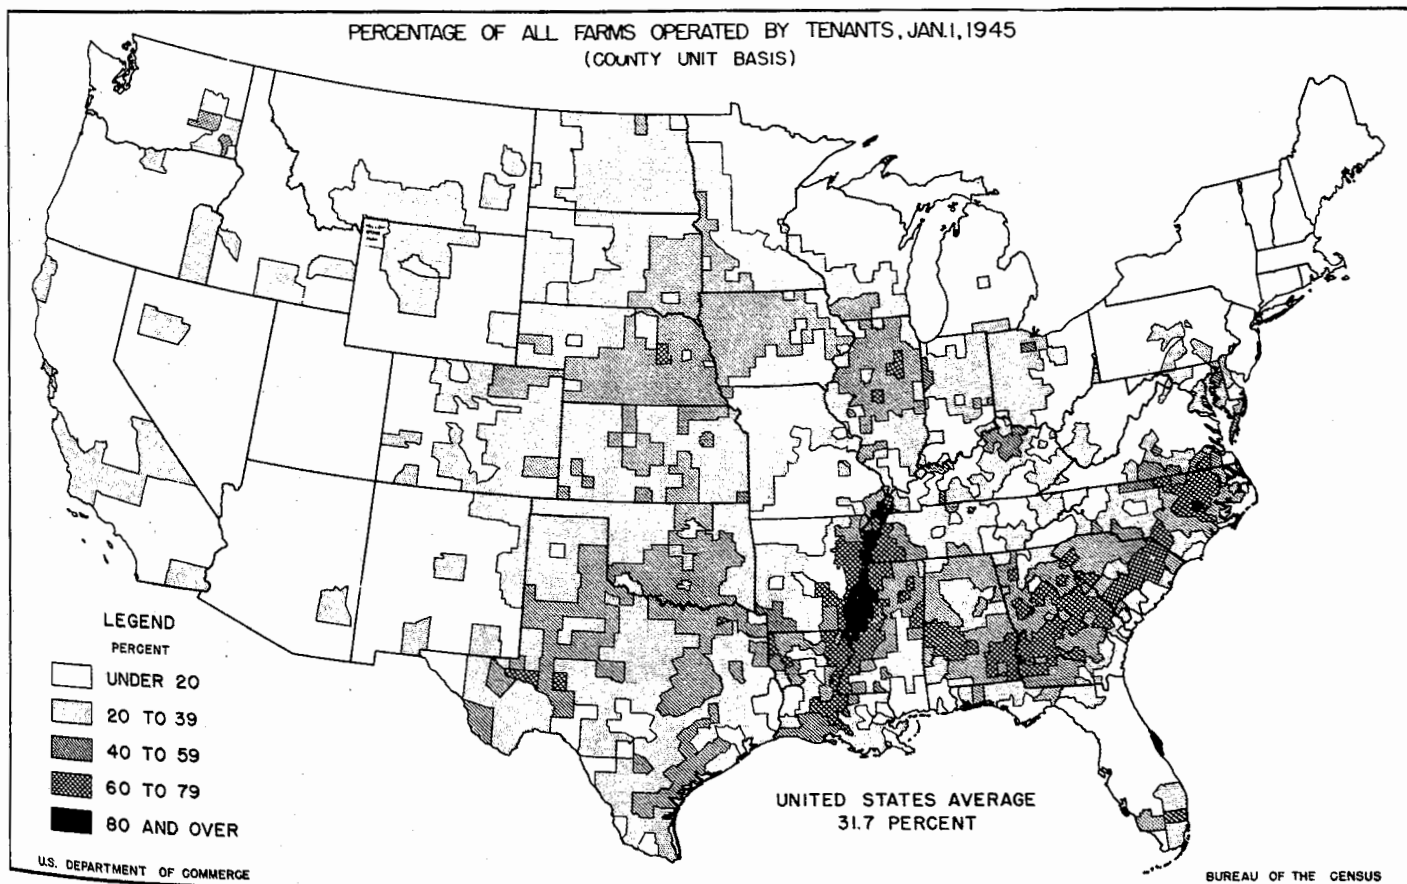 PERCENTAGE OF ALL FARMS OPERATED BY TENANTS, JAN.1,1945
(COUNTY UNIT BASIS)
LEGEND
PERCENT
UNDER 20
20 TO 39
40 TO 59
60 TO 79
80 AND OVER
UNITED STATES AVERAGE
31.7 PERCENT
U.S. DEPARTMENT OF COMMERCE
BUREAU OF THE CENSUS